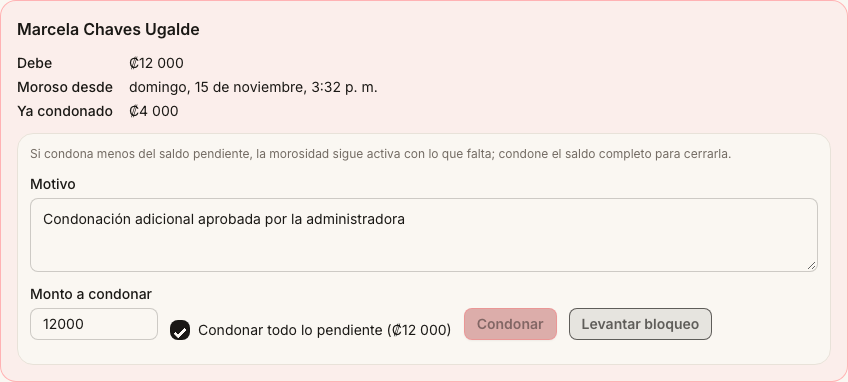 Marcela Chaves Ugalde
Debe ₡12 000
Moroso desde domingo, 15 de noviembre, 3:32 p. m.
Ya condonado ₡4 000
Si condona menos del saldo pendiente, la morosidad sigue activa con lo que falta; condone el saldo completo para cerrarla.
Motivo
Condonación adicional aprobada por la administradora
Monto a condonar
12000 Condonar todo lo pendiente (₡12 000) Condonar Levantar bloqueo